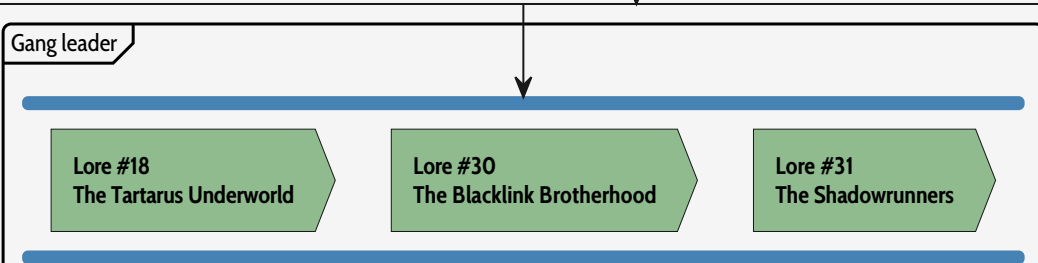 Gang leader
Lore #18
The Tartarus Underworld
Lore #30
The Blacklink Brotherhood
Lore #31
The Shadowrunners